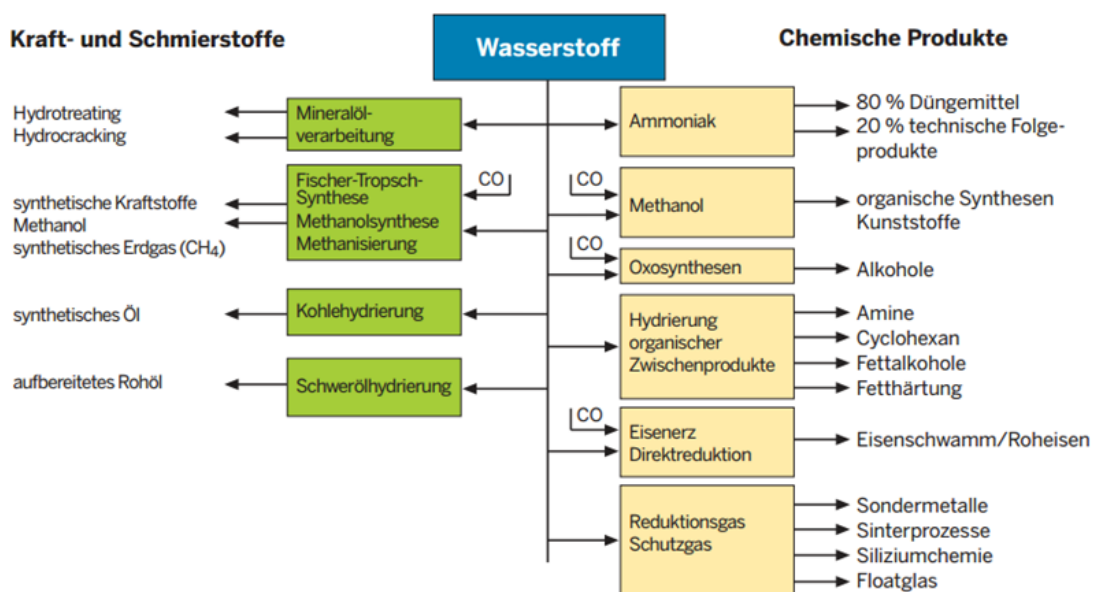 Kraft- und Schmierstoffe
Wasserstoff
Chemische Produkte
Hydrotreating
Hydrocracking
Mineralöl-
verarbeitung
synthetische Kraftstoffe
Methanol
synthetisches Erdgas (CH₄)
Fischer-Tropsch-
Synthese
Methanolsynthese
Methanisierung
CO
synthetisches Öl
Kohlehydrierung
aufbereitetes Rohöl
Schwerölhydrierung
Ammoniak
80 % Düngemittel
20 % technische Folge-
produkte
CO
Methanol
organische Synthesen
Kunststoffe
CO
Oxosynthesen
Alkohole
Hydrierung
organischer
Zwischenprodukte
Amine
Cyclohexan
Fettalkohole
Fetthärtung
CO
Eisenerz
Direktreduktion
Eisenschwamm/Roheisen
Reduktionsgas
Schutzgas
Sondermetalle
Sinterprozesse
Siliziumchemie
Floatglas